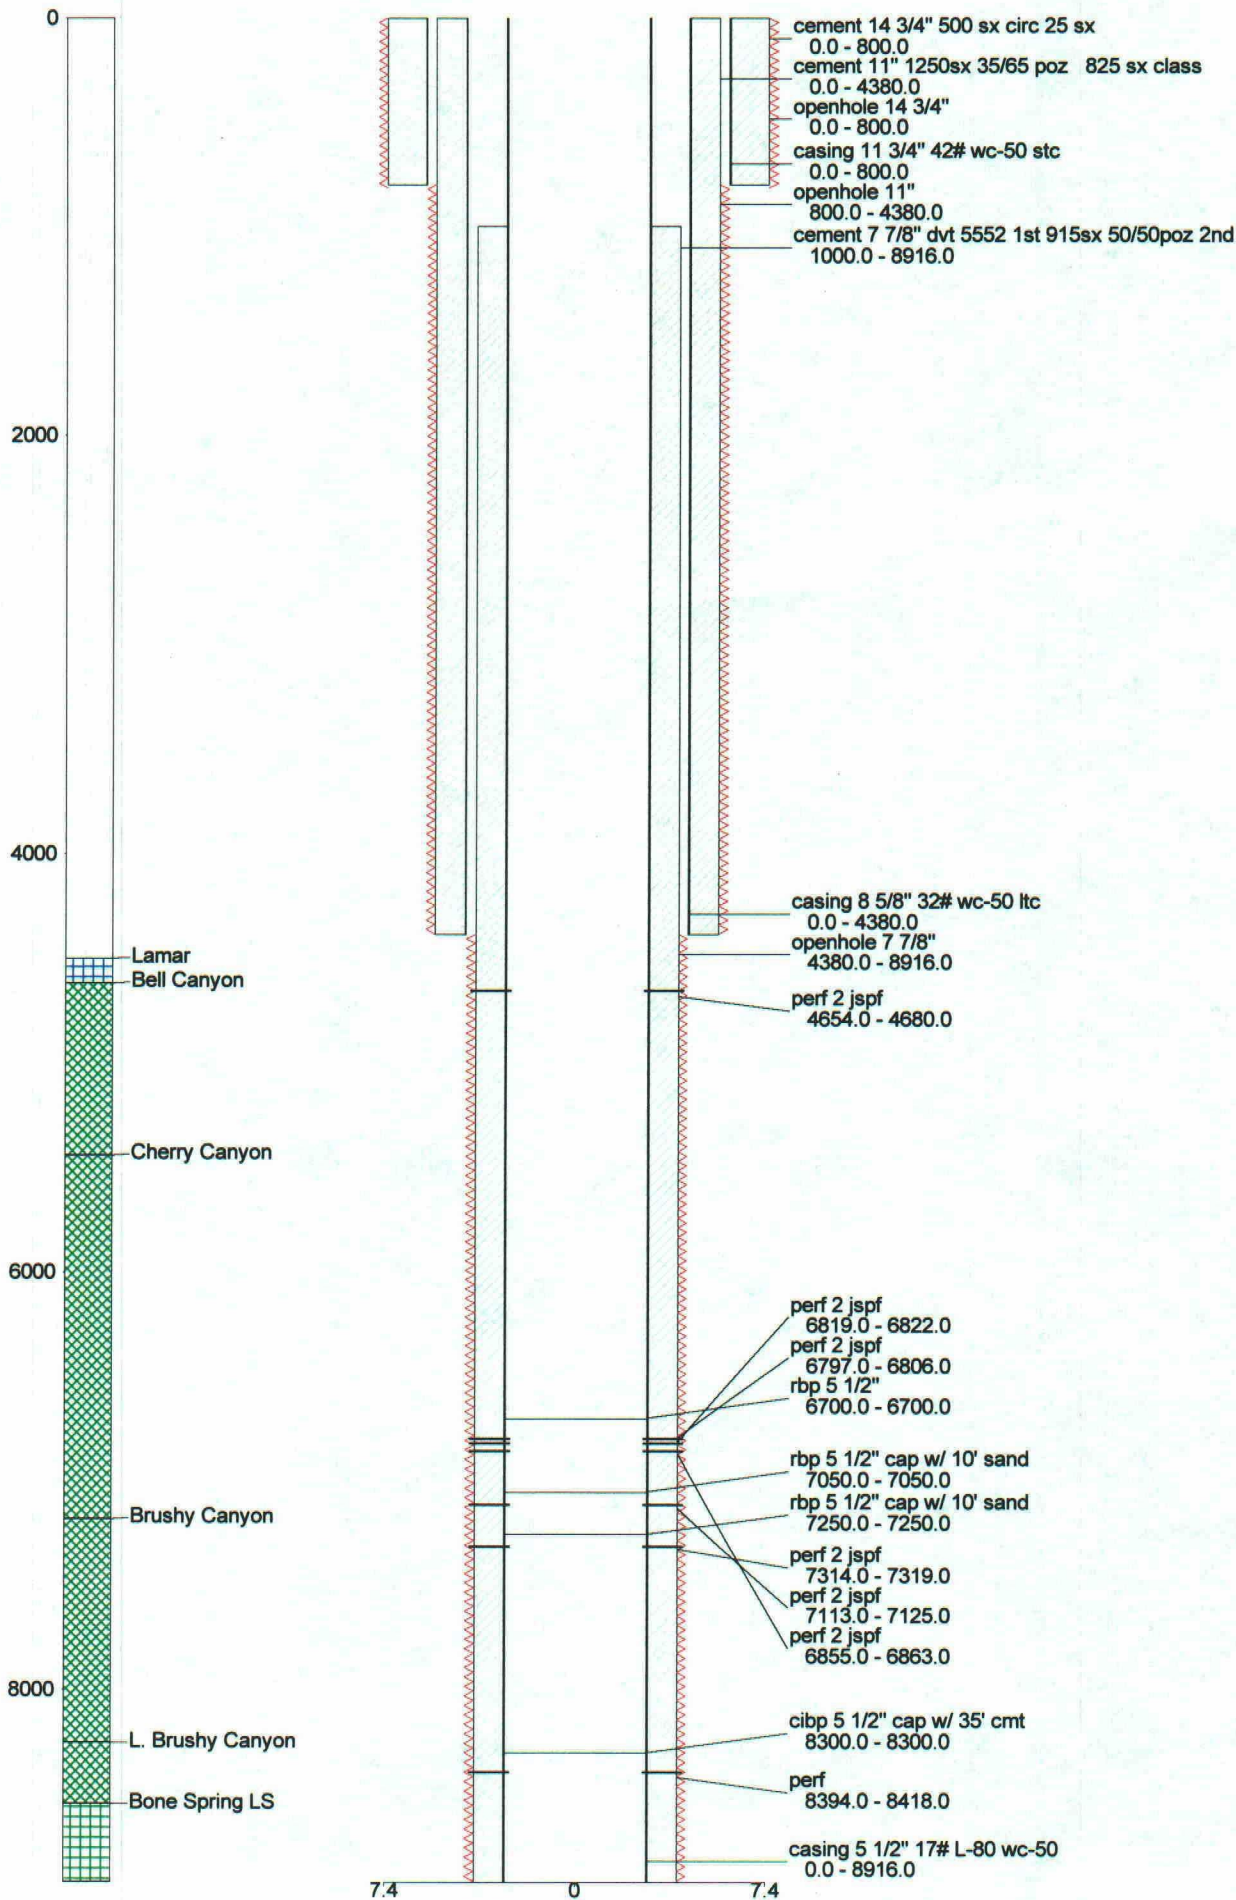 0
2000
4000
6000
8000
Lamar
Bell Canyon
Cherry Canyon
Brushy Canyon
L. Brushy Canyon
Bone Spring LS
cement 14 3/4" 500 sx circ 25 sx
0.0 - 800.0
cement 11" 1250sx 35/65 poz 825 sx class
0.0 - 4380.0
openhole 14 3/4"
0.0 - 800.0
casing 11 3/4" 42# wc-50 stc
0.0 - 800.0
openhole 11"
800.0 - 4380.0
cement 7 7/8" dvt 5552 1st 915sx 50/50poz 2nd
1000.0 - 8916.0
casing 8 5/8" 32# wc-50 ltc
0.0 - 4380.0
openhole 7 7/8"
4380.0 - 8916.0
perf 2 jspf
4654.0 - 4680.0
perf 2 jspf
6819.0 - 6822.0
perf 2 jspf
6797.0 - 6806.0
rbp 5 1/2"
6700.0 - 6700.0
rbp 5 1/2" cap w/ 10' sand
7050.0 - 7050.0
rbp 5 1/2" cap w/ 10' sand
7250.0 - 7250.0
perf 2 jspf
7314.0 - 7319.0
perf 2 jspf
7113.0 - 7125.0
perf 2 jspf
6855.0 - 6863.0
cibp 5 1/2" cap w/ 35' cmt
8300.0 - 8300.0
perf
8394.0 - 8418.0
casing 5 1/2" 17# L-80 wc-50
0.0 - 8916.0
7.4 0 7.4